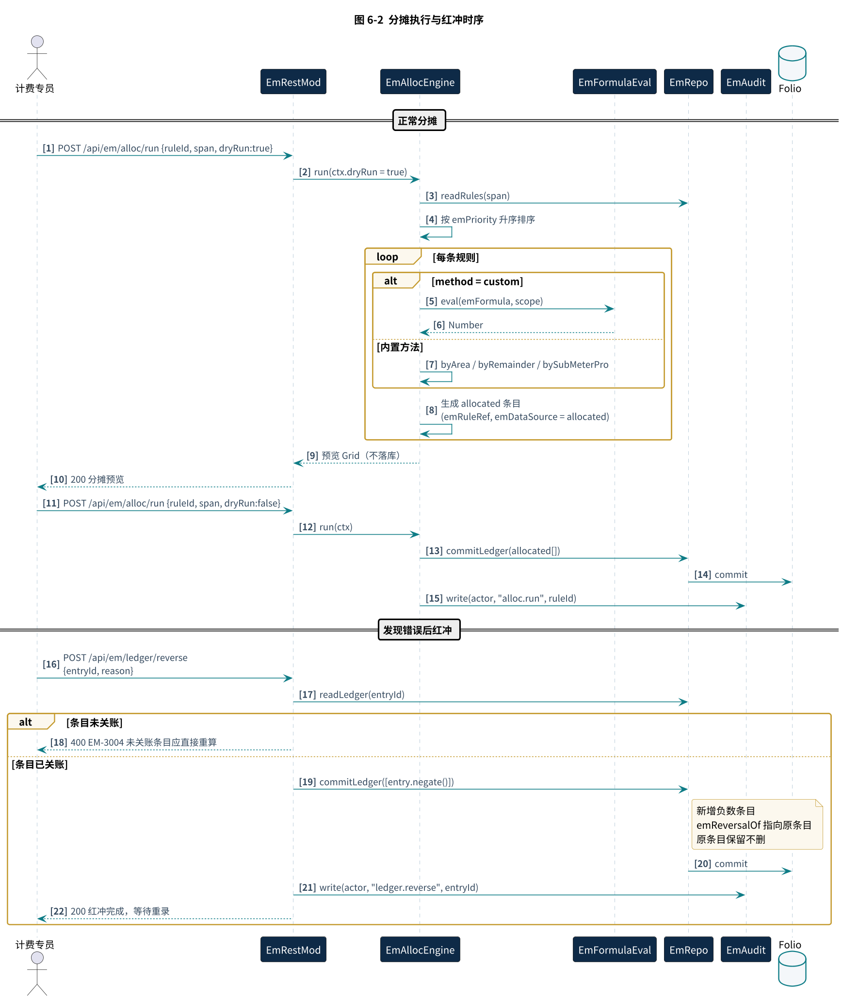 图 6-2  分摊执行与红冲时序
计费专员
EmRestMod
EmAllocEngine
EmFormulaEval
EmRepo
EmAudit
Folio
正常分摊
[1] POST /api/em/alloc/run {ruleId, span, dryRun:true}
[2] run(ctx.dryRun = true)
[3] readRules(span)
[4] 按 emPriority 升序排序
loop [每条规则]
alt [method = custom]
[5] eval(emFormula, scope)
[6] Number
[内置方法]
[7] byArea / byRemainder / bySubMeterPro
[8] 生成 allocated 条目
(emRuleRef, emDataSource = allocated)
[9] 预览 Grid（不落库）
[10] 200 分摊预览
[11] POST /api/em/alloc/run {ruleId, span, dryRun:false}
[12] run(ctx)
[13] commitLedger(allocated[])
[14] commit
[15] write(actor, "alloc.run", ruleId)
发现错误后红冲
[16] POST /api/em/ledger/reverse
{entryId, reason}
[17] readLedger(entryId)
alt [条目未关账]
[18] 400 EM-3004 未关账条目应直接重算
[条目已关账]
[19] commitLedger([entry.negate()])
新增负数条目
emReversalOf 指向原条目
原条目保留不删
[20] commit
[21] write(actor, "ledger.reverse", entryId)
[22] 200 红冲完成，等待重录
计费专员
EmRestMod
EmAllocEngine
EmFormulaEval
EmRepo
EmAudit
Folio